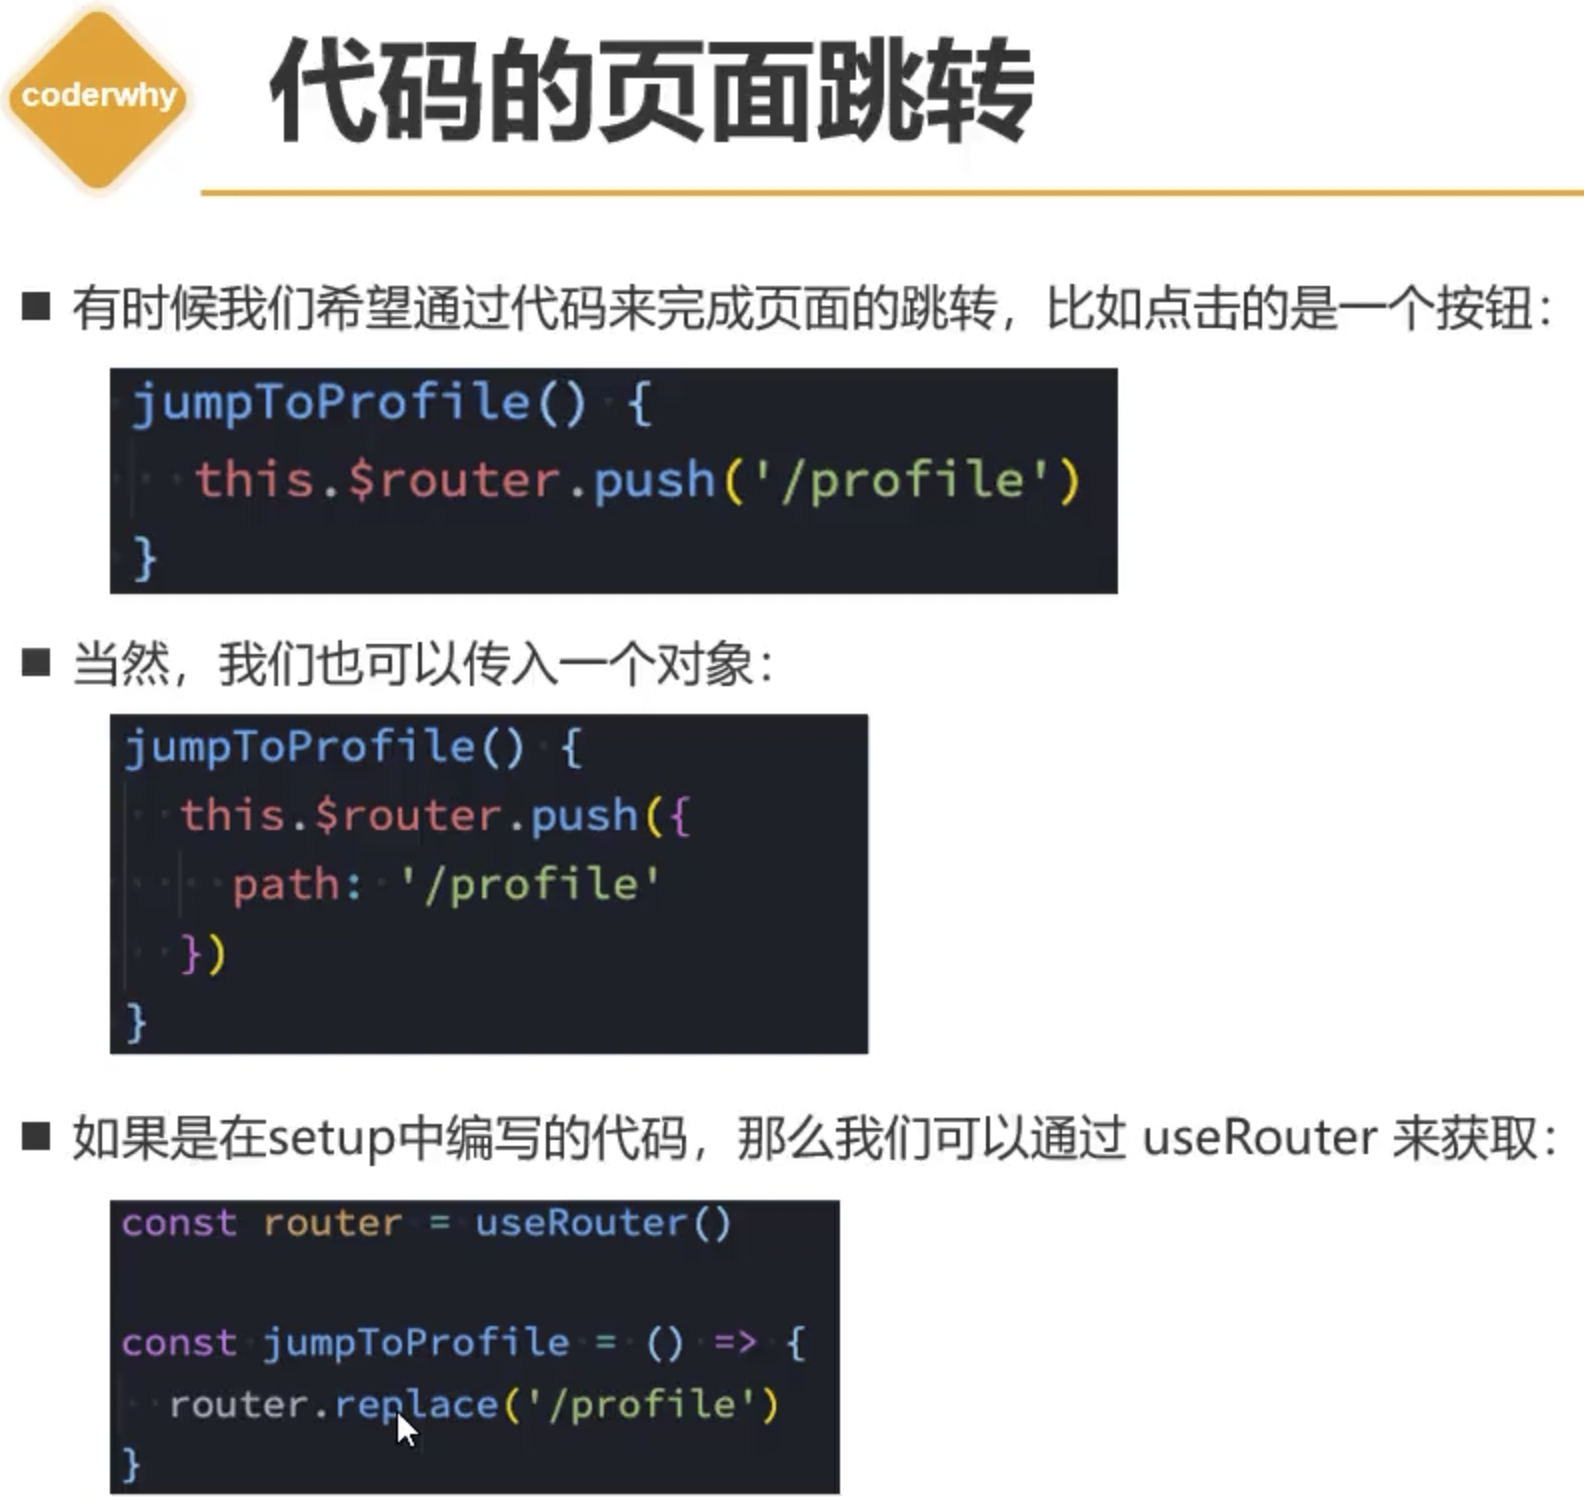 coderwhy
代码的页面跳转
有时候我们希望通过代码来完成页面的跳转，比如点击的是一个按钮：
jumpToProfile() {
  this.$router.push('/profile')
}
当然，我们也可以传入一个对象：
jumpToProfile() {
  this.$router.push({
    path: '/profile'
  })
}
如果是在setup中编写的代码，那么我们可以通过 useRouter 来获取：
const router = useRouter()
const jumpToProfile = () => {
  router.replace('/profile')
}